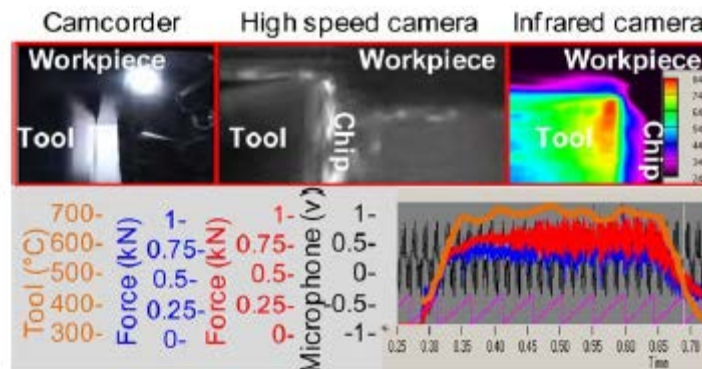 Camcorder High speed camera Infrared camera
Workpiece Workpiece Workpiece
Tool Tool Chip Tool Chip
Tool (°C)
700-
600-
500-
400-
300-
Force (kN)
1-
0.75-
0.5-
0.25-
0-
Force (kN)
1-
0.75-
0.5-
0.25-
0-
Microphone (v)
1-
0.5-
0-
-0.5-
-1-
0.25 0.30 0.35 0.40 0.45 0.50 0.55 0.60 0.65 0.70
Time